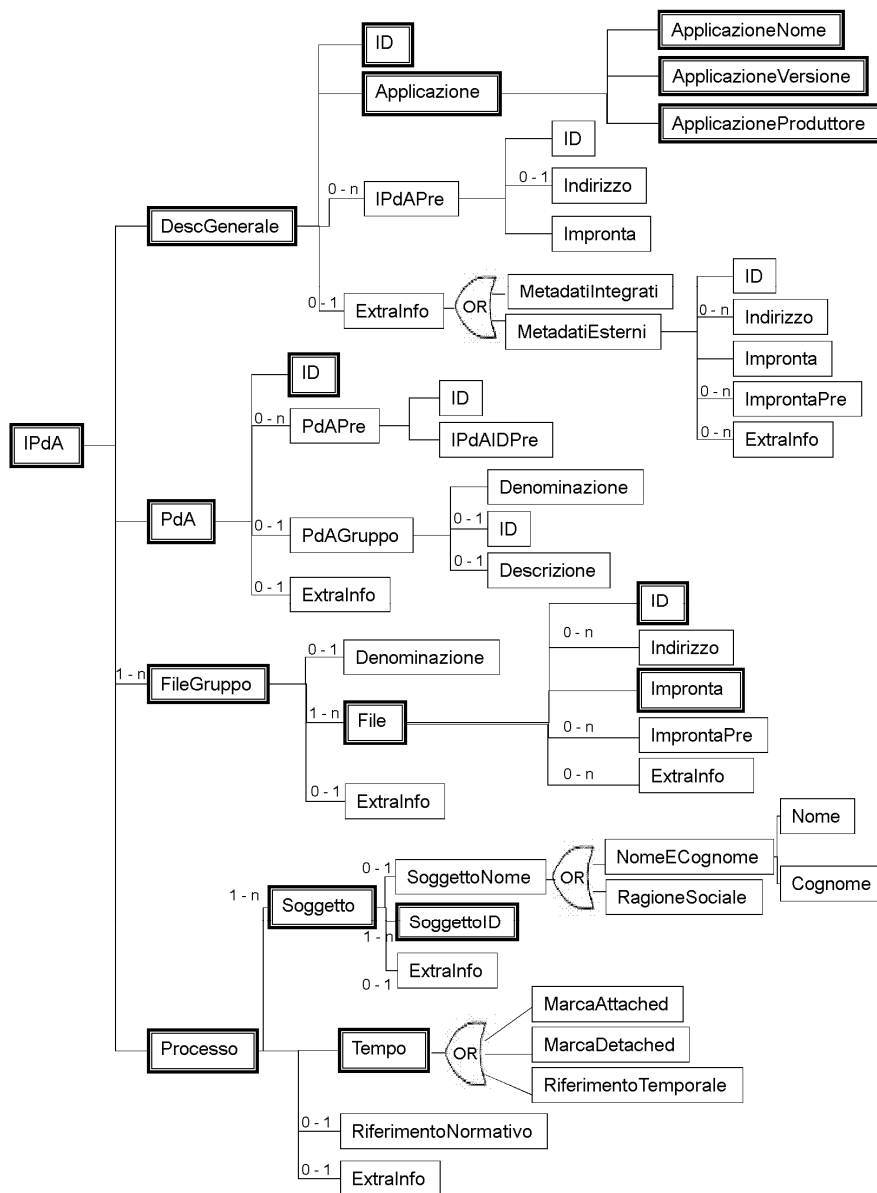 ID
ApplicazioneNome
Applicazione
ApplicazioneVersione
ApplicazioneProduttore
0 - n
IPdAPre
ID
0 - 1
Indirizzo
Impronta
DescGenerale
0 - 1
ExtraInfo
OR
MetadatiIntegrati
MetadatiEsterni
ID
0 - n
Indirizzo
Impronta
0 - n
ImprontaPre
0 - n
ExtraInfo
IPdA
PdA
ID
0 - n
PdAPre
ID
IPdAIDPre
0 - 1
PdAGruppo
Denominazione
0 - 1
ID
0 - 1
Descrizione
0 - 1
ExtraInfo
1 - n
FileGruppo
0 - 1
Denominazione
1 - n
File
ID
0 - n
Indirizzo
Impronta
0 - n
ImprontaPre
0 - n
ExtraInfo
0 - 1
ExtraInfo
Processo
1 - n
Soggetto
0 - 1
SoggettoNome
OR
NomeECognome
Nome
Cognome
RagioneSociale
SoggettoID
1 - n
ExtraInfo
0 - 1
Tempo
OR
MarcaAttached
MarcaDetached
RiferimentoTemporale
0 - 1
RiferimentoNormativo
0 - 1
ExtraInfo